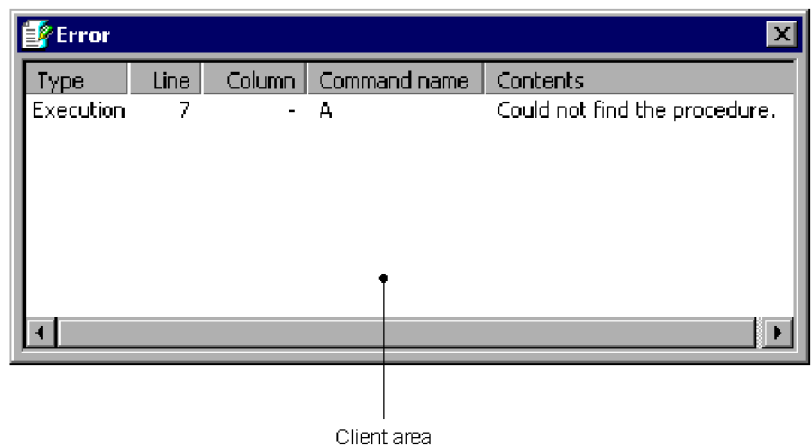 Error
Type Line Column Command name Contents
Execution 7 - A Could not find the procedure.
Client area